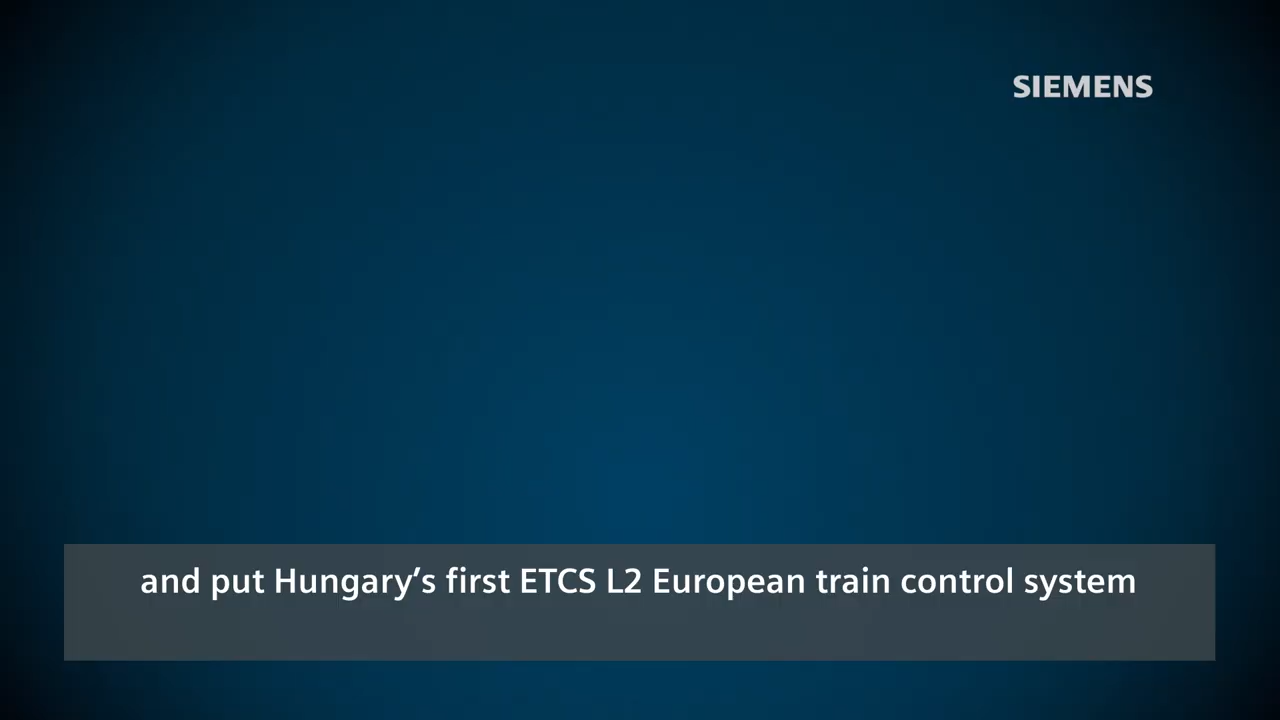 SIEMENS
and put Hungary’s first ETCS L2 European train control system